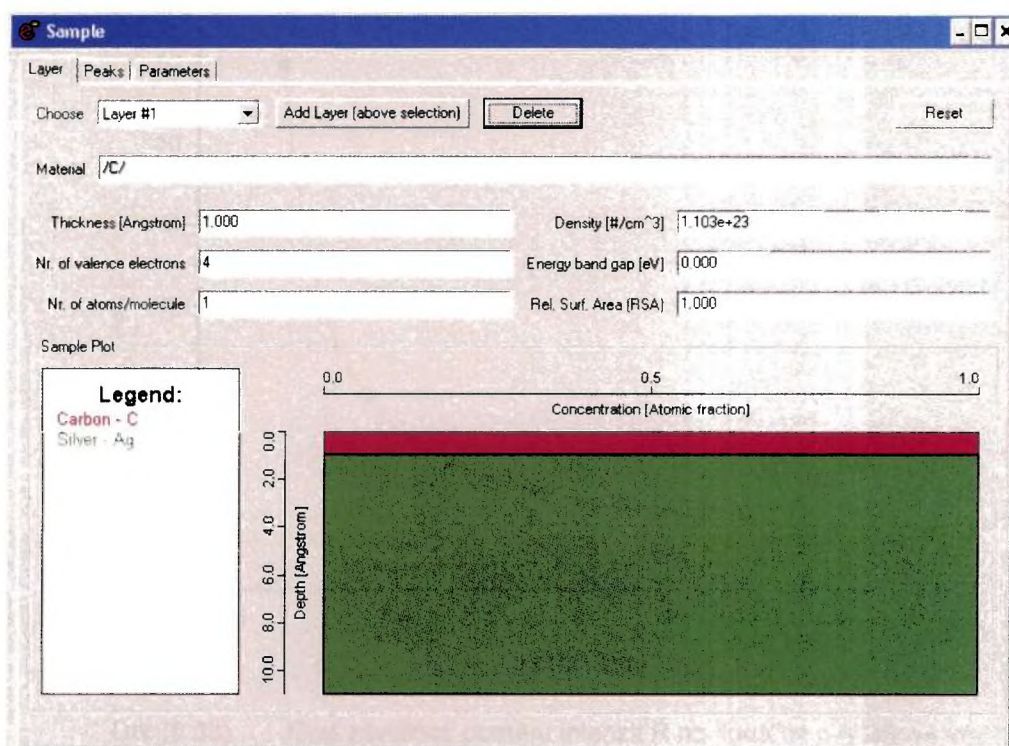 Sample
Layer Peaks Parameters
Choose Layer #1 Add Layer (above selection) Delete Reset
Material /C/
Thickness [Angstrom] 1.000 Density [#/cm^3] 1.103e+23
Nr. of valence electrons 4 Energy band gap [eV] 0.000
Nr. of atoms/molecule 1 Rel. Surf. Area (RSA) 1.000
Sample Plot
Legend:
Carbon - C
Silver - Ag
0.0 0.5 1.0
Concentration [Atomic fraction]
0.0
2.0
4.0
6.0
8.0
10.0
Depth [Angstrom]